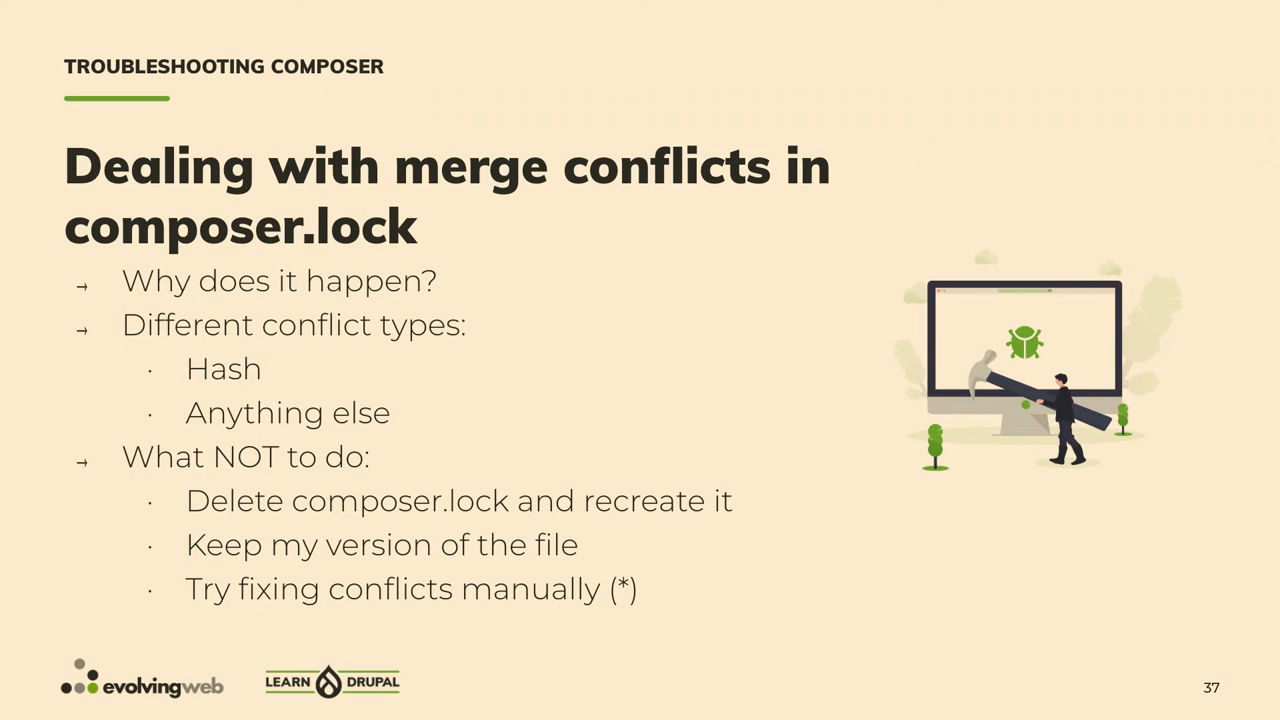 TROUBLESHOOTING COMPOSER
Dealing with merge conflicts in
composer.lock
→ Why does it happen?
→ Different conflict types:
· Hash
· Anything else
→ What NOT to do:
· Delete composer.lock and recreate it
· Keep my version of the file
· Try fixing conflicts manually (*)
evolvingweb
LEARN DRUPAL
37